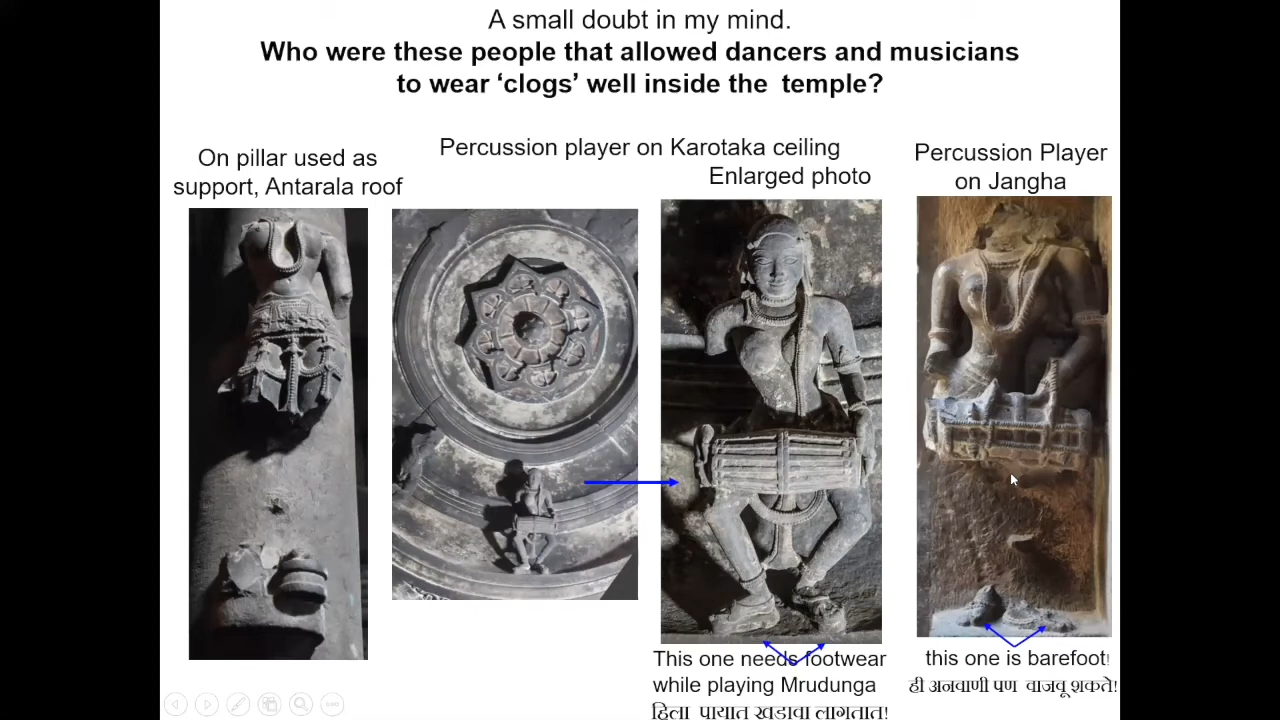 A small doubt in my mind.
Who were these people that allowed dancers and musicians
to wear ‘clogs’ well inside the temple?
On pillar used as
support, Antarala roof
Percussion player on Karotaka ceiling
Enlarged photo
Percussion Player
on Jangha
This one needs footwear
while playing Mrudunga
हिला पायात खडावा लागतात!
this one is barefoot!
ही अनवाणी पण वाजवू शकते!